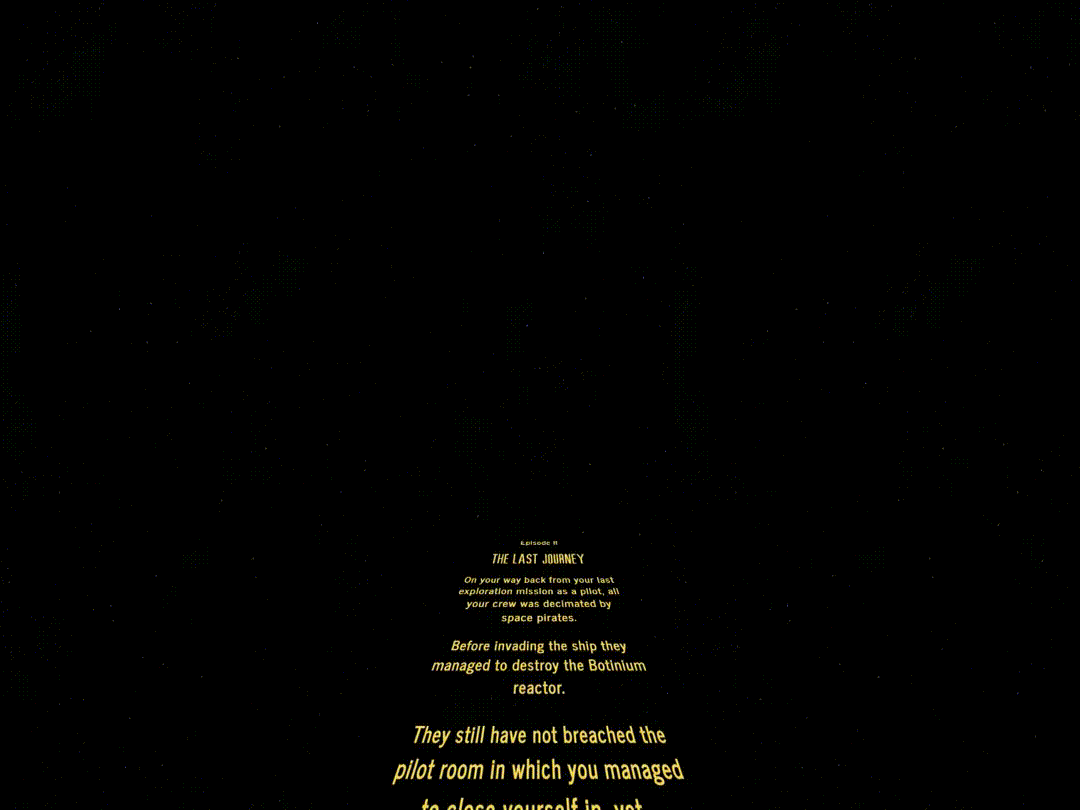 Episode II
THE LAST JOURNEY
On your way back from your last
exploration mission as a pilot, all
your crew was decimated by
space pirates.
Before invading the ship they
managed to destroy the Botinium
reactor.
They still have not breached the
pilot room in which you managed
to close yourself in, yet